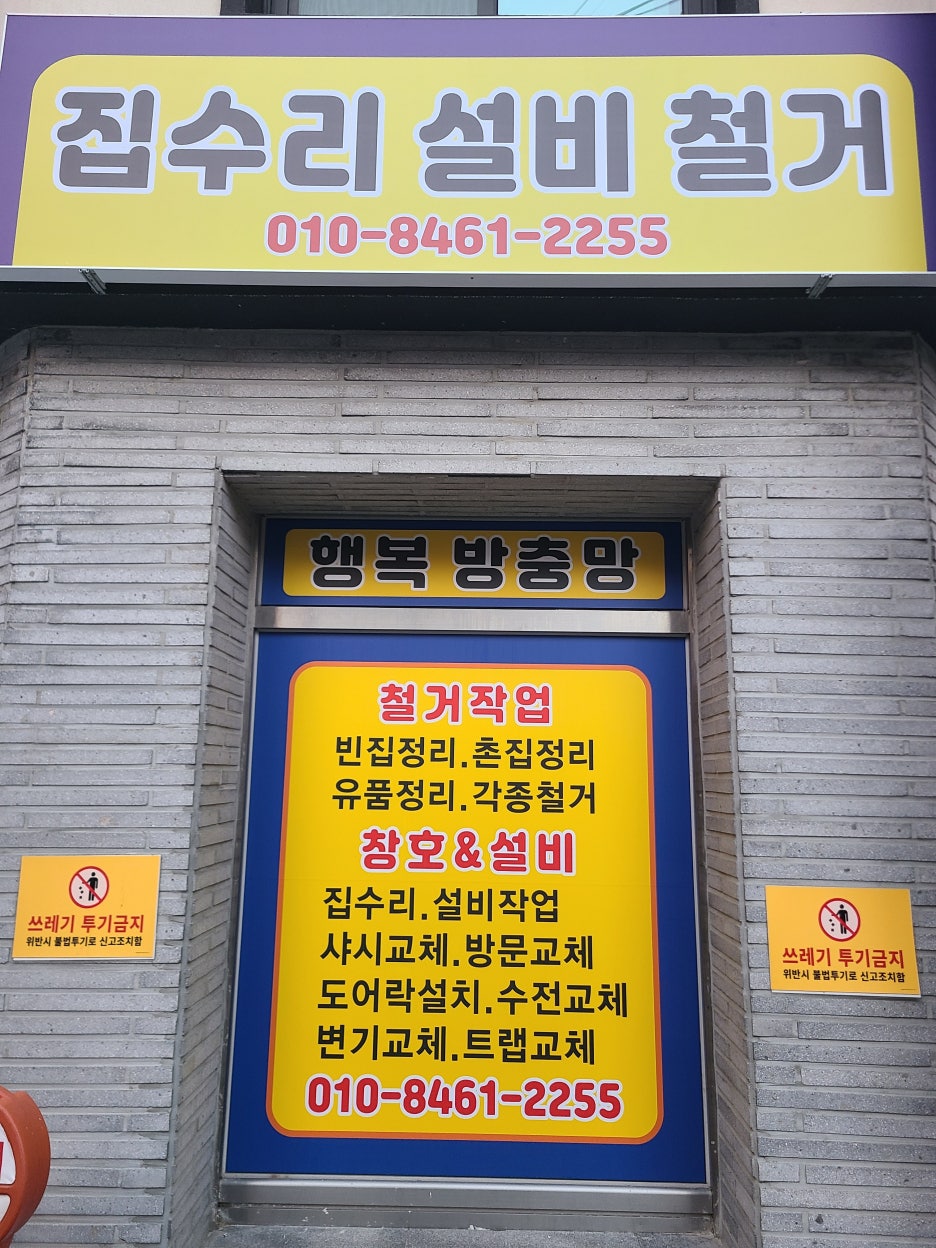 집수리 설비 철거
010-8461-2255
행복 방충망
철거작업
빈집정리.촌집정리
유품정리.각종철거
창호&설비
집수리.설비작업
샤시교체.방문교체
도어락설치.수전교체
변기교체.트랩교체
010-8461-2255
쓰레기 투기금지
위반시 불법투기로 신고조치함
쓰레기 투기금지
위반시 불법투기로 신고조치함